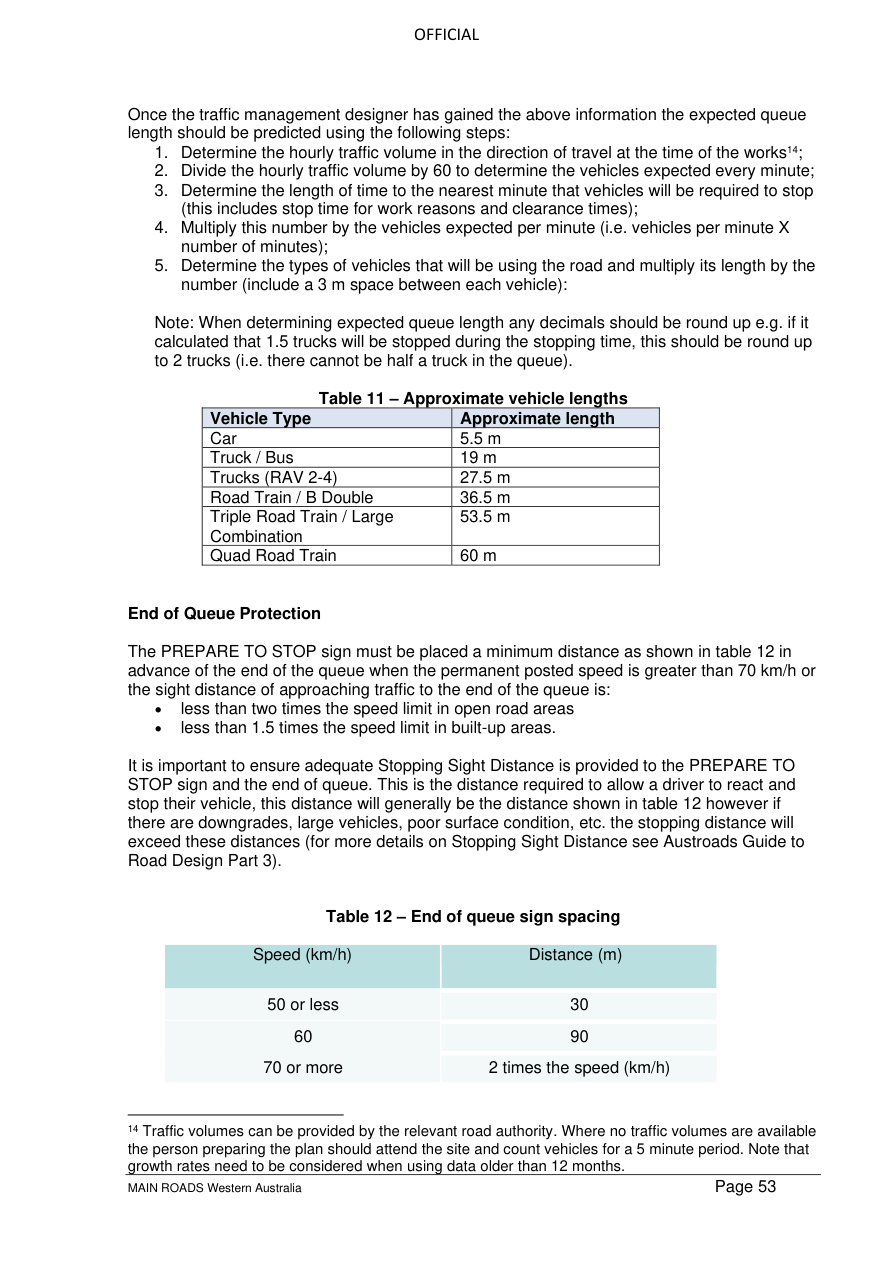 OFFICIAL
Once the traffic management designer has gained the above information the expected queue
length should be predicted using the following steps:
1. Determine the hourly traffic volume in the direction of travel at the time of the works¹⁴;
2. Divide the hourly traffic volume by 60 to determine the vehicles expected every minute;
3. Determine the length of time to the nearest minute that vehicles will be required to stop
(this includes stop time for work reasons and clearance times);
4. Multiply this number by the vehicles expected per minute (i.e. vehicles per minute X
number of minutes);
5. Determine the types of vehicles that will be using the road and multiply its length by the
number (include a 3 m space between each vehicle):
Note: When determining expected queue length any decimals should be round up e.g. if it
calculated that 1.5 trucks will be stopped during the stopping time, this should be round up
to 2 trucks (i.e. there cannot be half a truck in the queue).
Table 11 – Approximate vehicle lengths
Vehicle Type Approximate length
Car 5.5 m
Truck / Bus 19 m
Trucks (RAV 2-4) 27.5 m
Road Train / B Double 36.5 m
Triple Road Train / Large 53.5 m
Combination
Quad Road Train 60 m
End of Queue Protection
The PREPARE TO STOP sign must be placed a minimum distance as shown in table 12 in
advance of the end of the queue when the permanent posted speed is greater than 70 km/h or
the sight distance of approaching traffic to the end of the queue is:
• less than two times the speed limit in open road areas
• less than 1.5 times the speed limit in built-up areas.
It is important to ensure adequate Stopping Sight Distance is provided to the PREPARE TO
STOP sign and the end of queue. This is the distance required to allow a driver to react and
stop their vehicle, this distance will generally be the distance shown in table 12 however if
there are downgrades, large vehicles, poor surface condition, etc. the stopping distance will
exceed these distances (for more details on Stopping Sight Distance see Austroads Guide to
Road Design Part 3).
Table 12 – End of queue sign spacing
Speed (km/h) Distance (m)
50 or less 30
60 90
70 or more 2 times the speed (km/h)
¹⁴ Traffic volumes can be provided by the relevant road authority. Where no traffic volumes are available
the person preparing the plan should attend the site and count vehicles for a 5 minute period. Note that
growth rates need to be considered when using data older than 12 months.
MAIN ROADS Western Australia Page 53